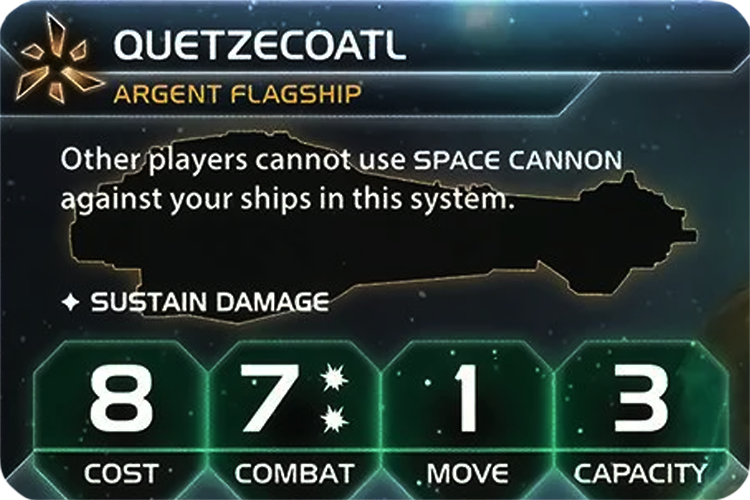 QUETZECOATL
ARGENT FLAGSHIP
Other players cannot use SPACE CANNON
against your ships in this system.
✦ SUSTAIN DAMAGE
8 7 1 3
COST COMBAT MOVE CAPACITY